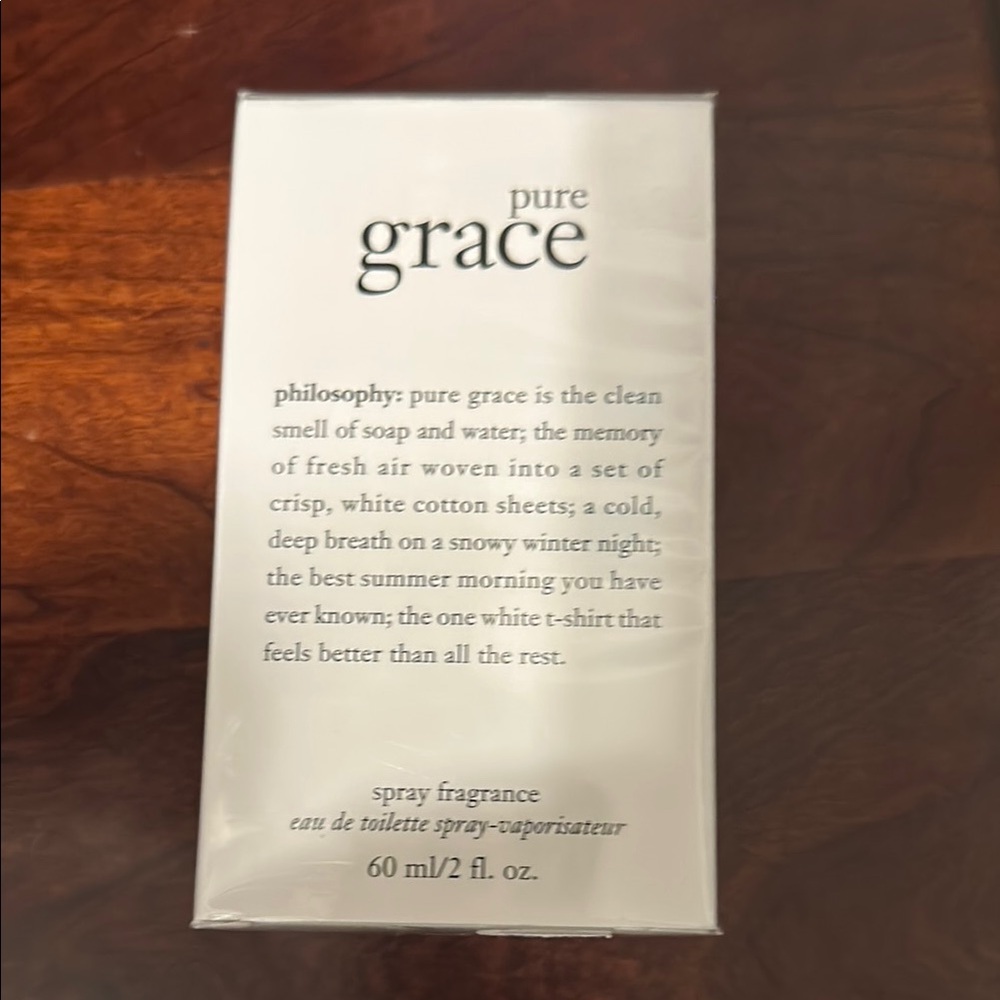 pure
grace
philosophy: pure grace is the clean
smell of soap and water; the memory
of fresh air woven into a set of
crisp, white cotton sheets; a cold,
deep breath on a snowy winter night;
the best summer morning you have
ever known; the one white t-shirt that
feels better than all the rest.
spray fragrance
eau de toilette spray-vaporisateur
60 ml/2 fl. oz.